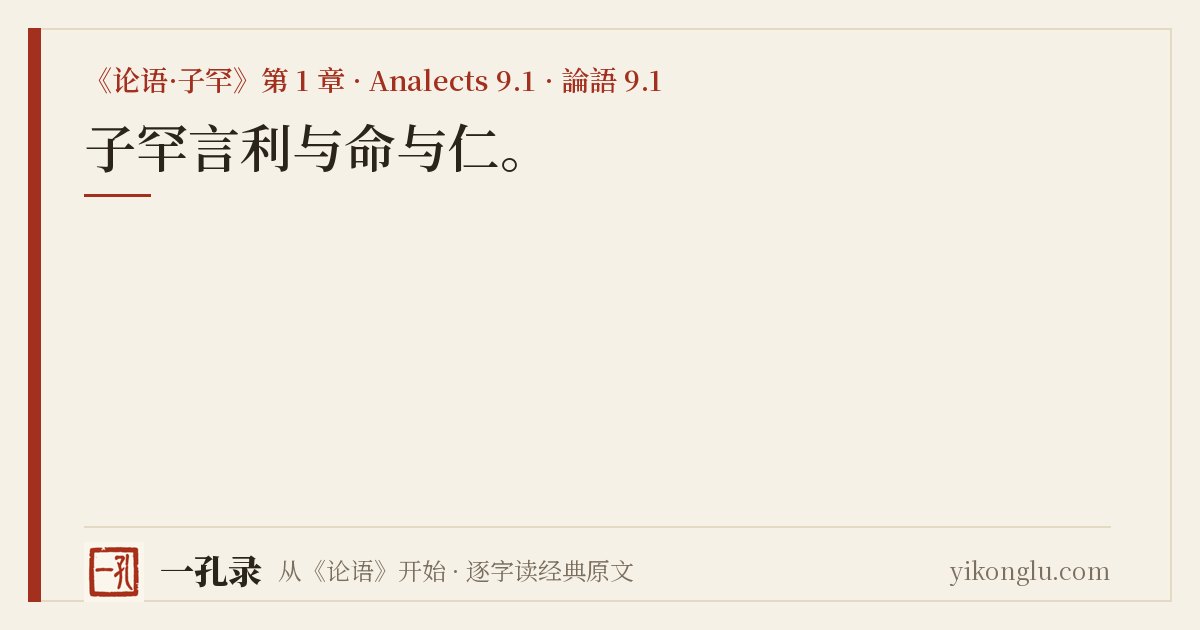 《论语·子罕》第 1 章 · Analects 9.1 · 論語 9.1
子罕言利与命与仁。
一孔
一孔录 从《论语》开始 · 逐字读经典原文 yikonglu.com